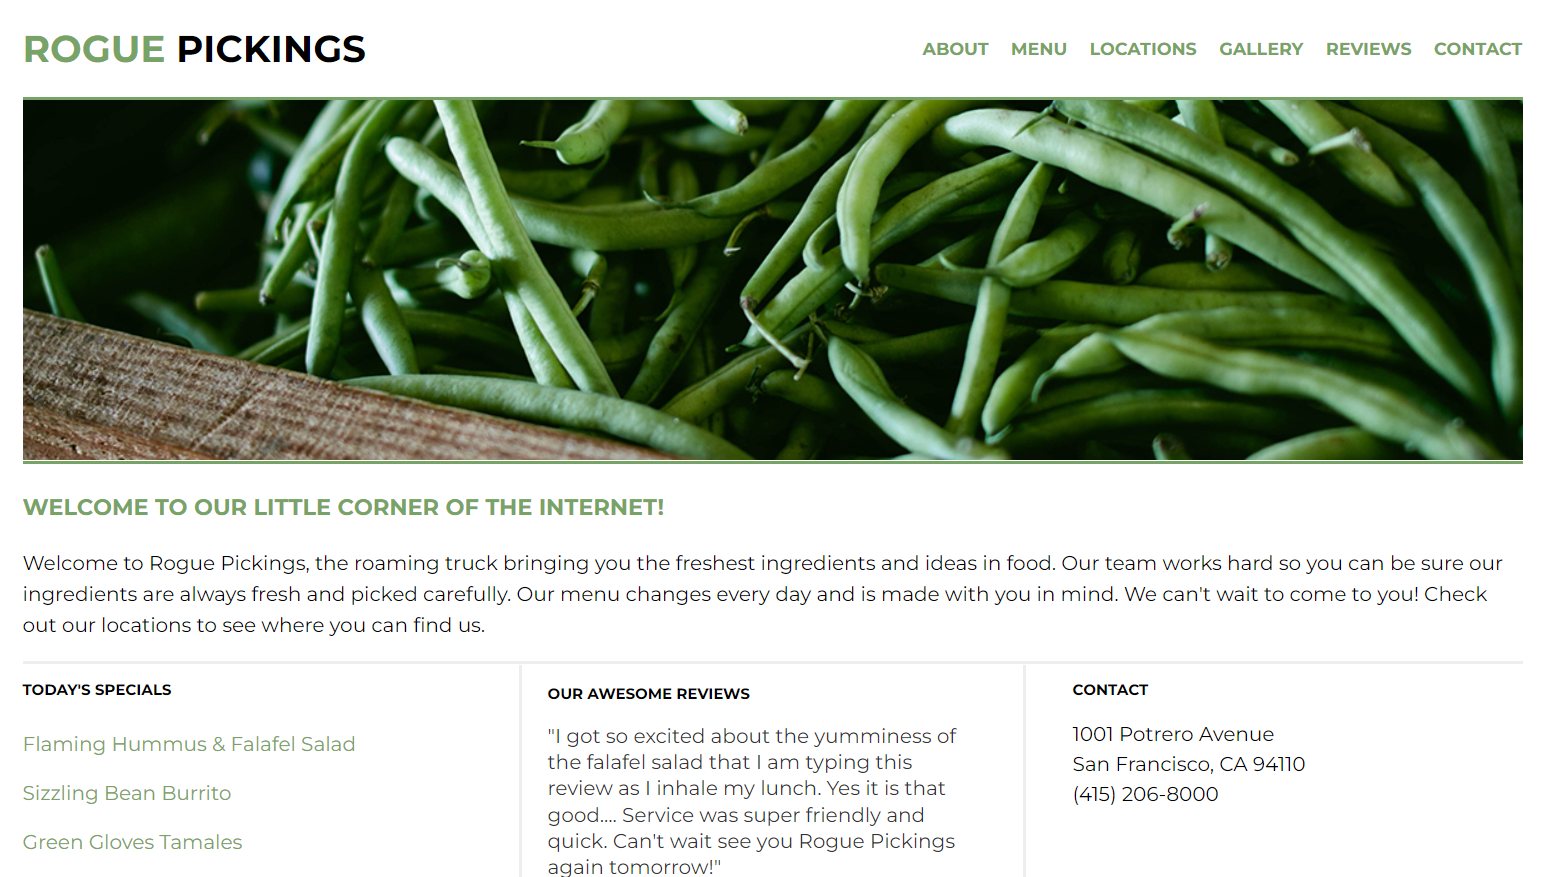 ROGUE PICKINGS
ABOUT MENU LOCATIONS GALLERY REVIEWS CONTACT
WELCOME TO OUR LITTLE CORNER OF THE INTERNET!
Welcome to Rogue Pickings, the roaming truck bringing you the freshest ingredients and ideas in food. Our team works hard so you can be sure our
ingredients are always fresh and picked carefully. Our menu changes every day and is made with you in mind. We can't wait to come to you! Check
out our locations to see where you can find us.
TODAY'S SPECIALS
Flaming Hummus & Falafel Salad
Sizzling Bean Burrito
Green Gloves Tamales
OUR AWESOME REVIEWS
"I got so excited about the yumminess of
the falafel salad that I am typing this
review as I inhale my lunch. Yes it is that
good.... Service was super friendly and
quick. Can't wait see you Rogue Pickings
again tomorrow!"
CONTACT
1001 Potrero Avenue
San Francisco, CA 94110
(415) 206-8000